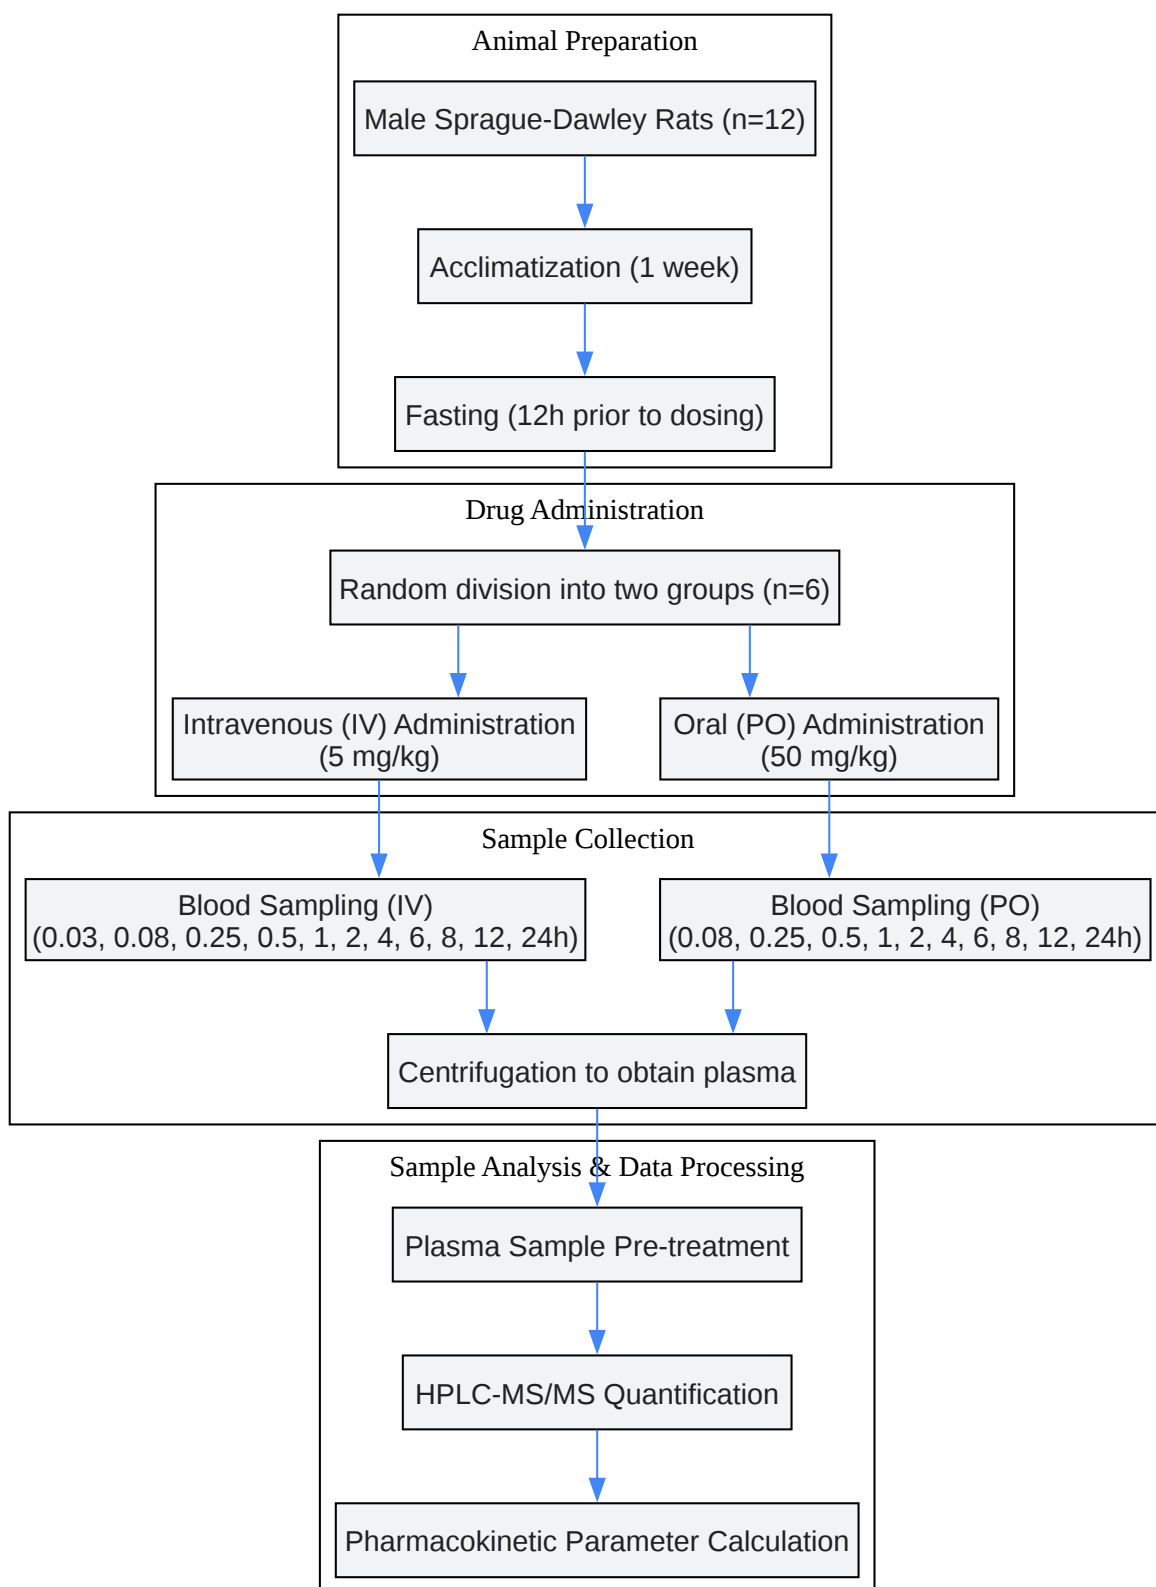 Animal Preparation
Male Sprague-Dawley Rats (n=12)
Acclimatization (1 week)
Fasting (12h prior to dosing)
Drug Administration
Random division into two groups (n=6)
Intravenous (IV) Administration
(5 mg/kg)
Oral (PO) Administration
(50 mg/kg)
Sample Collection
Blood Sampling (IV)
(0.03, 0.08, 0.25, 0.5, 1, 2, 4, 6, 8, 12, 24h)
Blood Sampling (PO)
(0.08, 0.25, 0.5, 1, 2, 4, 6, 8, 12, 24h)
Centrifugation to obtain plasma
Sample Analysis & Data Processing
Plasma Sample Pre-treatment
HPLC-MS/MS Quantification
Pharmacokinetic Parameter Calculation